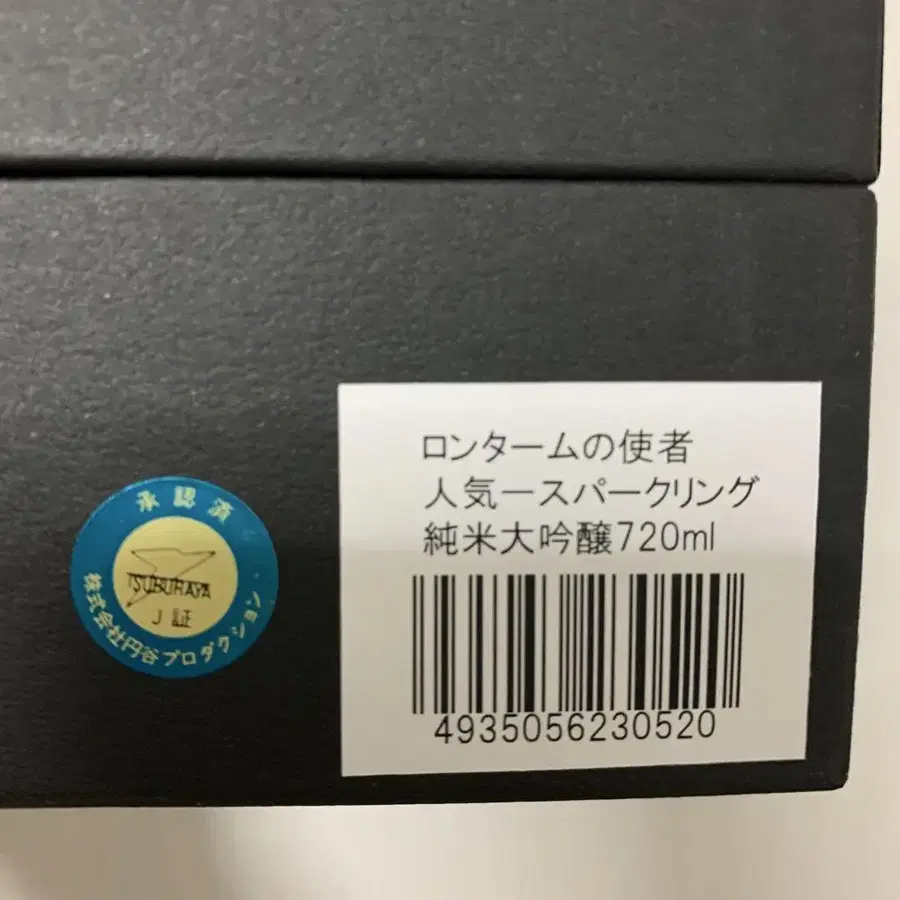 承認済
TSUBURAYA
J 証
株式会社円谷プロダクション
ロンタームの使者
人気一スパークリング
純米大吟醸720ml
4935056230520